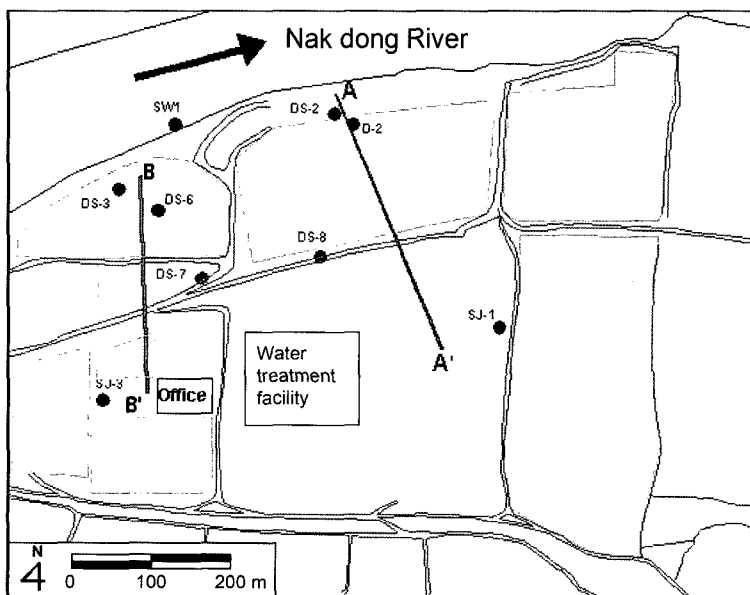 Nak dong River
A
SW1
DS-2
D-2
B
DS-3
DS-6
DS-8
DS-7
SJ-1
A'
Water
treatment
facility
SJ-3
B'
Office
N
0 100 200 m